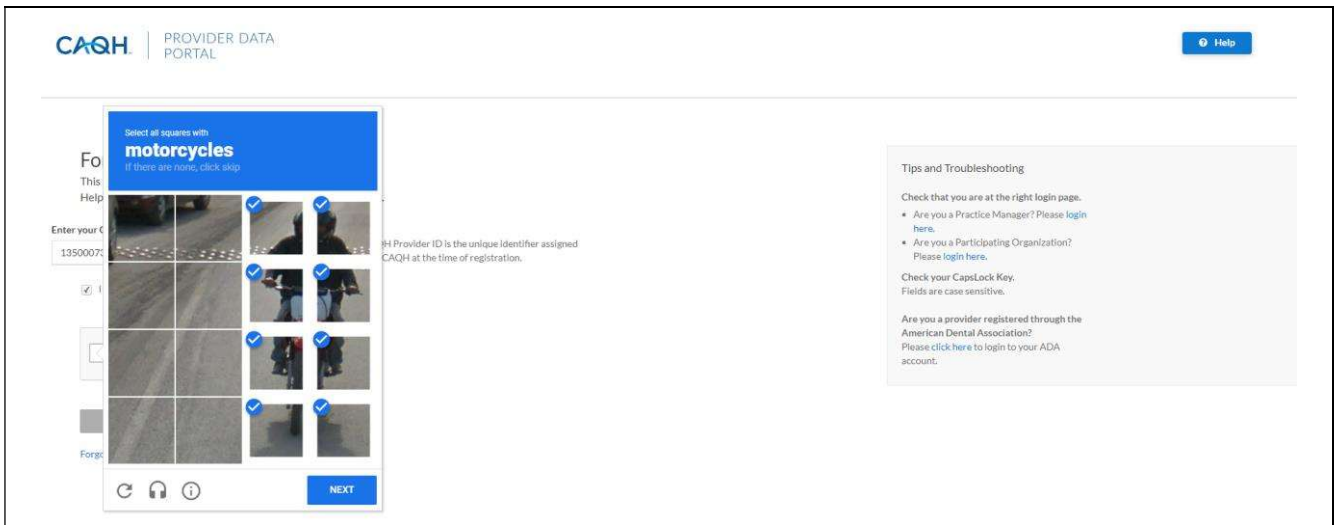 CAQH
PROVIDER DATA
PORTAL
Help
Select all squares with
motorcycles
If there are none, click skip
Fo
This
Help
Enter your
13500073
I
H Provider ID is the unique identifier assigned
CAQH at the time of registration.
Forgo
NEXT
Tips and Troubleshooting
Check that you are at the right login page.
• Are you a Practice Manager? Please login
here.
• Are you a Participating Organization?
Please login here.
Check your CapsLock Key.
Fields are case sensitive.
Are you a provider registered through the
American Dental Association?
Please click here to login to your ADA
account.